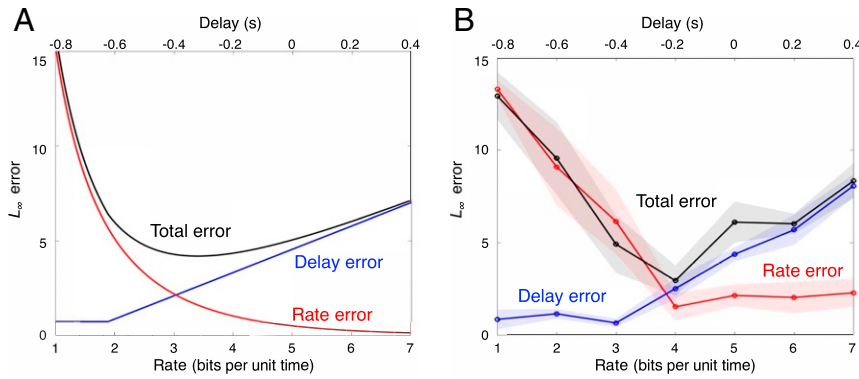 A
Delay (s)
-0.8 -0.6 -0.4 -0.2 0 0.2 0.4
15
10
5
0
L∞ error
Total error
Delay error
Rate error
1 2 3 4 5 6 7
Rate (bits per unit time)
B
Delay (s)
-0.8 -0.6 -0.4 -0.2 0 0.2 0.4
15
10
5
0
L∞ error
Total error
Rate error
Delay error
1 2 3 4 5 6 7
Rate (bits per unit time)